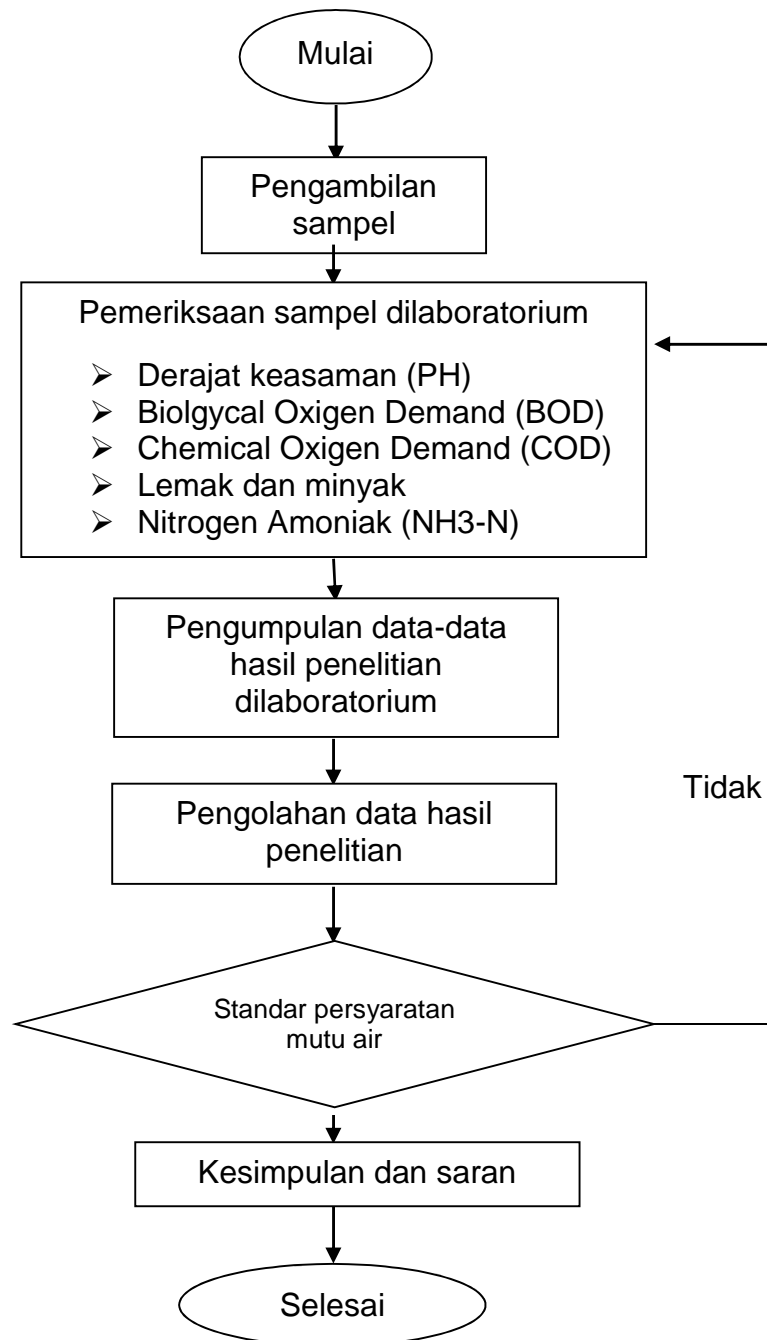 Mulai
Pengambilan
sampel
Pemeriksaan sampel dilaboratorium
➢ Derajat keasaman (PH)
➢ Biolgycal Oxigen Demand (BOD)
➢ Chemical Oxigen Demand (COD)
➢ Lemak dan minyak
➢ Nitrogen Amoniak (NH3-N)
Pengumpulan data-data
hasil penelitian
dilaboratorium
Tidak
Pengolahan data hasil
penelitian
Standar persyaratan
mutu air
Kesimpulan dan saran
Selesai